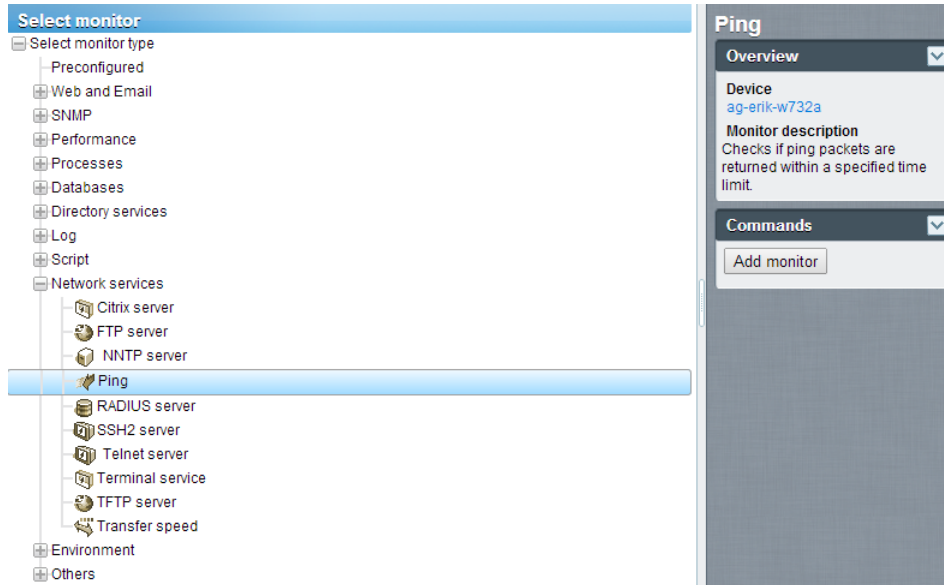 Select monitor
Select monitor type
Preconfigured
Web and Email
SNMP
Performance
Processes
Databases
Directory services
Log
Script
Network services
Citrix server
FTP server
NNTP server
Ping
RADIUS server
SSH2 server
Telnet server
Terminal service
TFTP server
Transfer speed
Environment
Others
Ping
Overview
Device
ag-erik-w732a
Monitor description
Checks if ping packets are
returned within a specified time
limit.
Commands
Add monitor